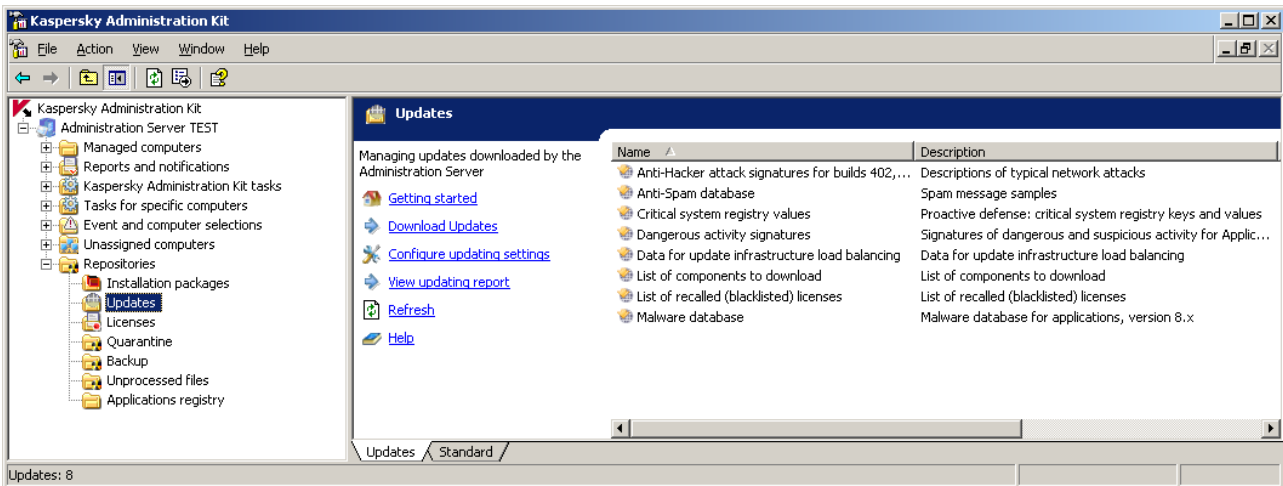 Kaspersky Administration Kit
File Action View Window Help
Kaspersky Administration Kit
Administration Server TEST
Managed computers
Reports and notifications
Kaspersky Administration Kit tasks
Tasks for specific computers
Event and computer selections
Unassigned computers
Repositories
Installation packages
Updates
Licenses
Quarantine
Backup
Unprocessed files
Applications registry
Updates
Managing updates downloaded by the
Administration Server
Getting started
Download Updates
Configure updating settings
View updating report
Refresh
Help
Name Description
Anti-Hacker attack signatures for builds 402,... Descriptions of typical network attacks
Anti-Spam database Spam message samples
Critical system registry values Proactive defense: critical system registry keys and values
Dangerous activity signatures Signatures of dangerous and suspicious activity for Applic...
Data for update infrastructure load balancing Data for update infrastructure load balancing
List of components to download List of components to download
List of recalled (blacklisted) licenses List of recalled (blacklisted) licenses
Malware database Malware database for applications, version 8.x
Updates Standard
Updates: 8